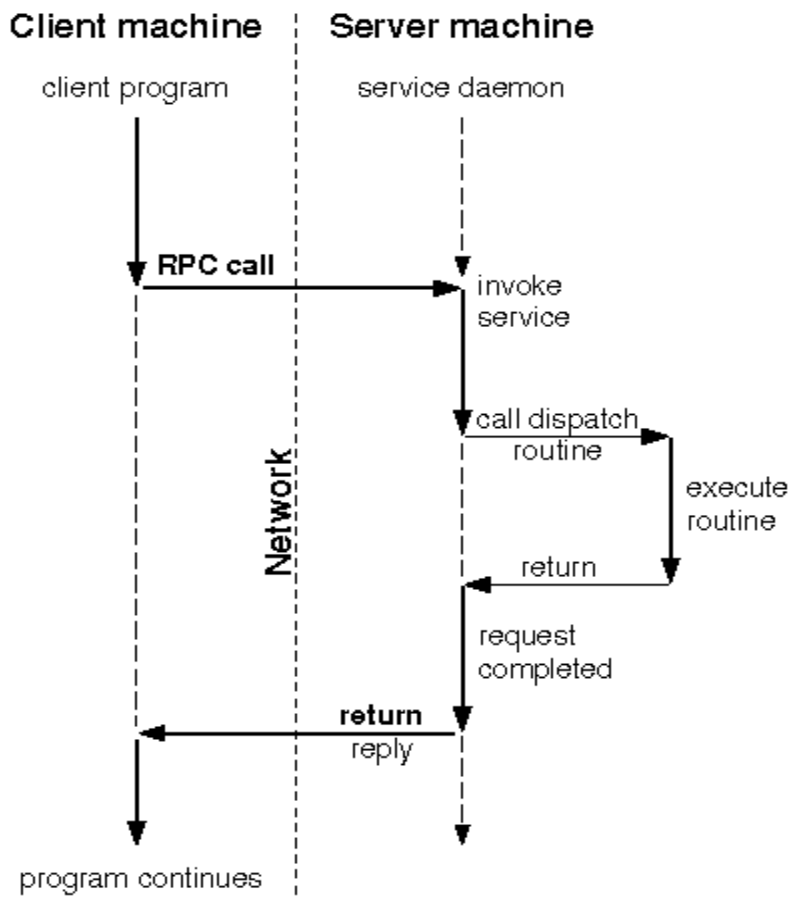 Client machine
Server machine
client program
service daemon
RPC call
invoke
service
call dispatch
routine
Network
execute
routine
return
request
completed
return
reply
program continues